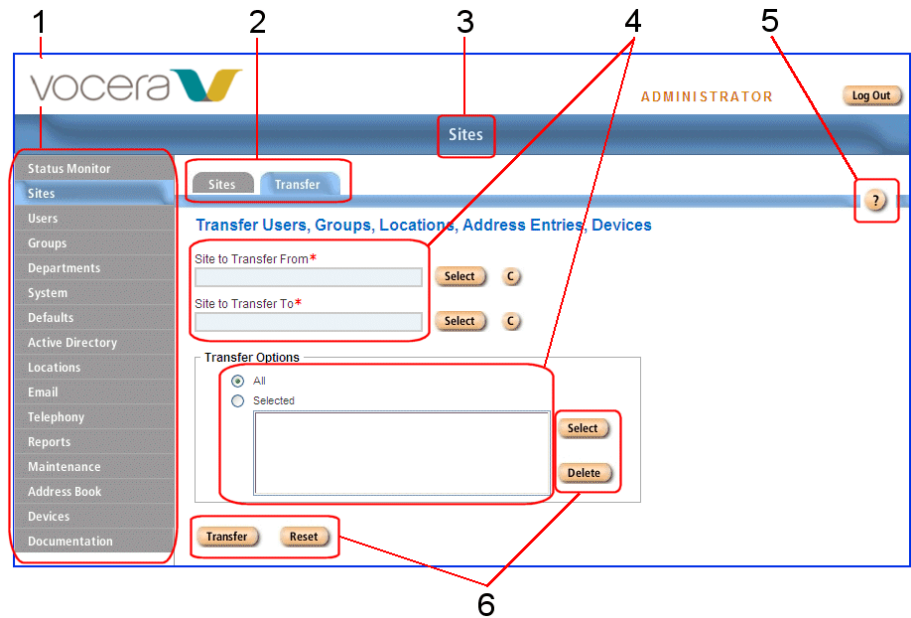 1 2 3 4 5
vocera
ADMINISTRATOR
Log Out
Sites
Status Monitor
Sites
Users
Groups
Departments
System
Defaults
Active Directory
Locations
Email
Telephony
Reports
Maintenance
Address Book
Devices
Documentation
Sites Transfer
?
Transfer Users, Groups, Locations, Address Entries, Devices
Site to Transfer From*
Select C
Site to Transfer To*
Select C
Transfer Options
All
Selected
Select
Delete
Transfer Reset
6